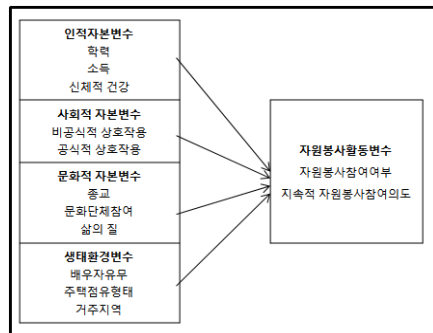 인적자본변수
학력
소득
신체적 건강
사회적 자본변수
비공식적 상호작용
공식적 상호작용
문화적 자본변수
종교
문화단체참여
삶의 질
생태환경변수
배우자유무
주택점유형태
거주지역
자원봉사활동변수
자원봉사참여여부
지속적 자원봉사참여의도